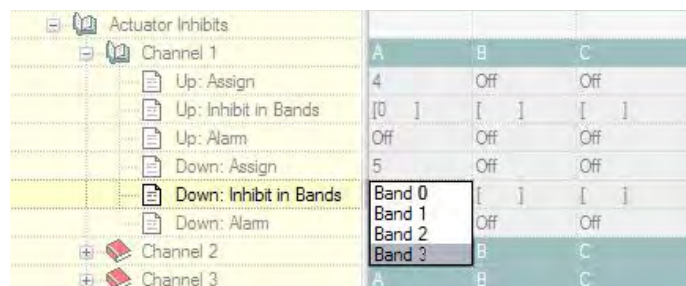 Actuator Inhibits
Channel 1 A B C
Up: Assign 4 Off Off
Up: Inhibit in Bands [0 ] [ ] [ ]
Up: Alarm Off Off Off
Down: Assign 5 Off Off
Down: Inhibit in Bands Band 0 [ ] [ ]
Band 1
Down: Alarm Off Off
Band 2
Channel 2 Band 3 B C
Channel 3 A B C